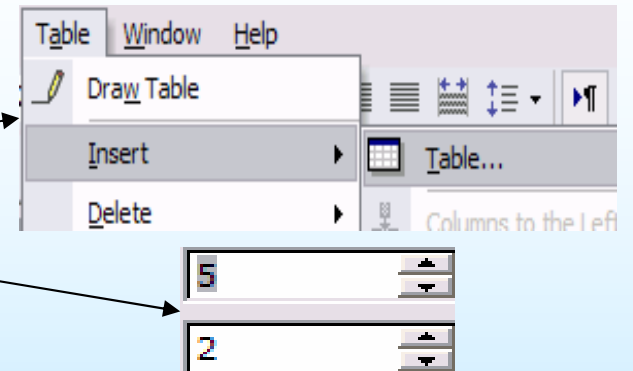 Table Window Help
Draw Table
Insert Table...
Delete Columns to the Left
5
2